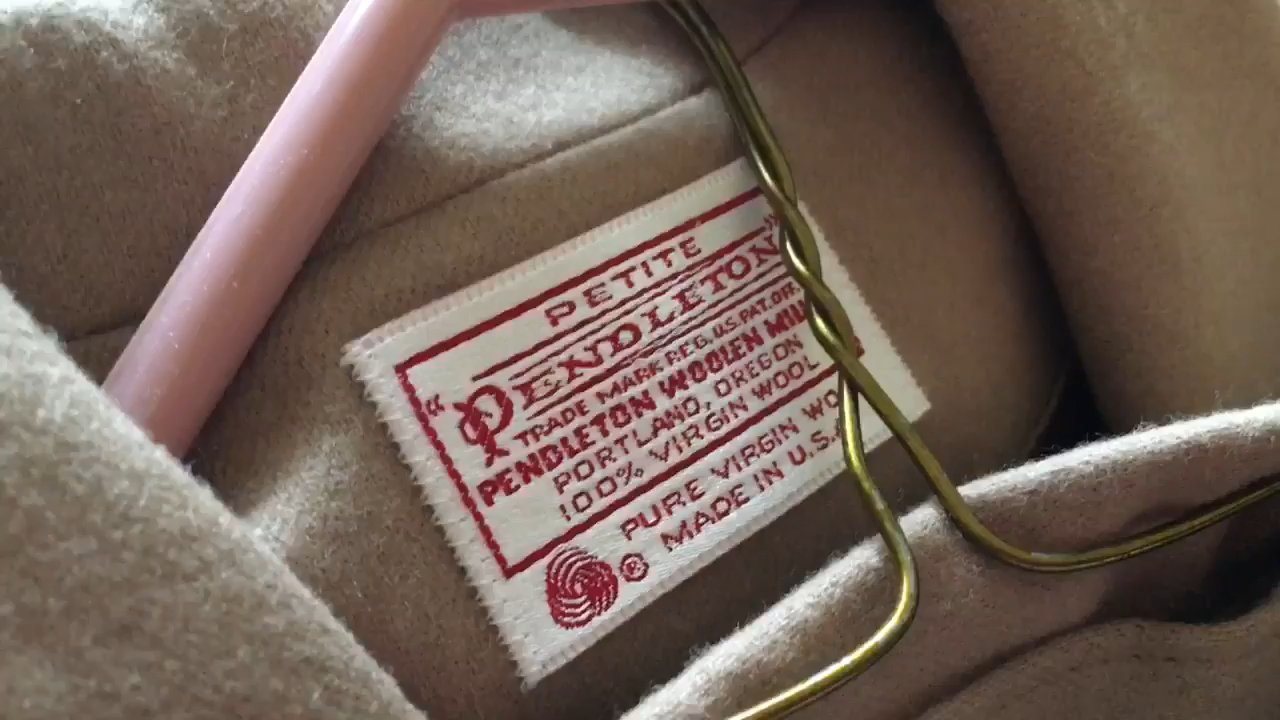 PETITE
"PENDLETON"
TRADE MARK REG. U.S. PAT. OFF.
PENDLETON WOOLEN
PORTLAND, OREGON
100% VIRGIN WOOL
PURE VIRGIN
MADE IN U.S.A
®